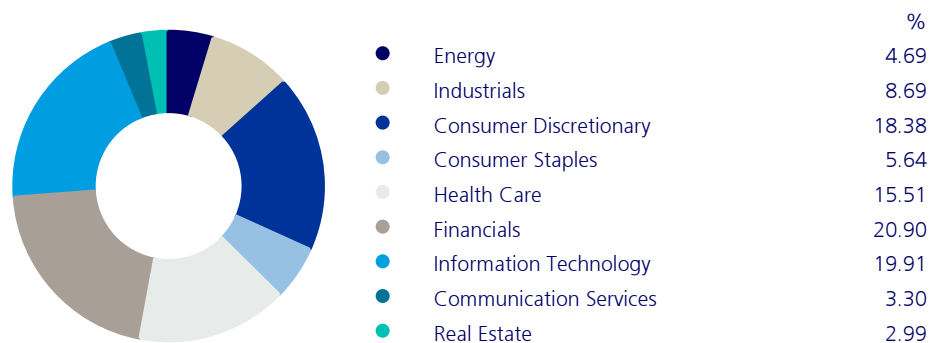 %
Energy 4.69
Industrials 8.69
Consumer Discretionary 18.38
Consumer Staples 5.64
Health Care 15.51
Financials 20.90
Information Technology 19.91
Communication Services 3.30
Real Estate 2.99